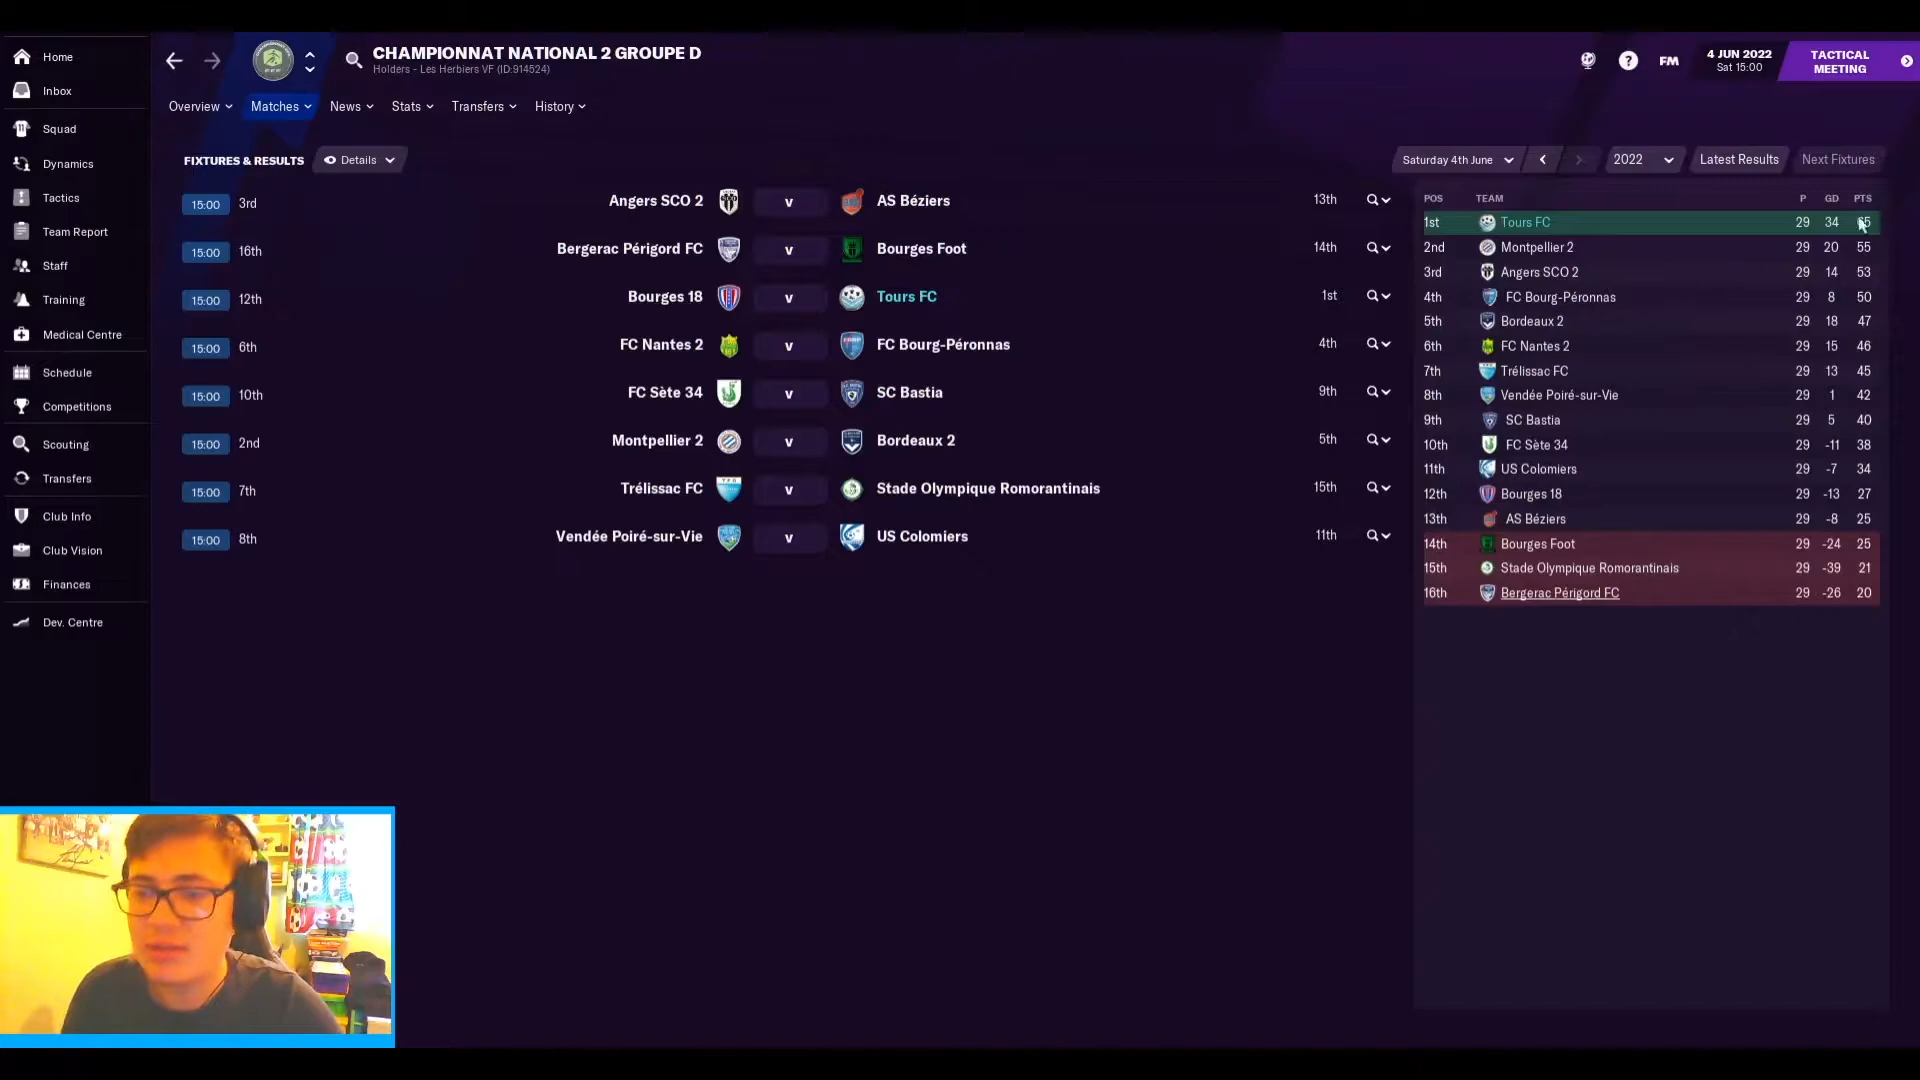 CHAMPIONNAT NATIONAL 2 GROUPE D
Holders - Les Herbiers VF (ID:914524)
FM
4 JUN 2022
Sat 15:00
TACTICAL
MEETING
Home
Inbox
Squad
Dynamics
Tactics
Team Report
Staff
Training
Medical Centre
Schedule
Competitions
Scouting
Transfers
Club Info
Club Vision
Finances
Dev. Centre
Overview Matches News Stats Transfers History
FIXTURES & RESULTS Details
Saturday 4th June 2022 Latest Results Next Fixtures
15:00 3rd Angers SCO 2 v AS Béziers 13th
15:00 16th Bergerac Périgord FC v Bourges Foot 14th
15:00 12th Bourges 18 v Tours FC 1st
15:00 6th FC Nantes 2 v FC Bourg-Péronnas 4th
15:00 10th FC Sète 34 v SC Bastia 9th
15:00 2nd Montpellier 2 v Bordeaux 2 5th
15:00 7th Trélissac FC v Stade Olympique Romorantinais 15th
15:00 8th Vendée Poiré-sur-Vie v US Colomiers 11th
POS TEAM P GD PTS
1st Tours FC 29 34
2nd Montpellier 2 29 20 55
3rd Angers SCO 2 29 14 53
4th FC Bourg-Péronnas 29 8 50
5th Bordeaux 2 29 18 47
6th FC Nantes 2 29 15 46
7th Trélissac FC 29 13 45
8th Vendée Poiré-sur-Vie 29 1 42
9th SC Bastia 29 5 40
10th FC Sète 34 29 -11 38
11th US Colomiers 29 -7 34
12th Bourges 18 29 -13 27
13th AS Béziers 29 -8 25
14th Bourges Foot 29 -24 25
15th Stade Olympique Romorantinais 29 -39 21
16th Bergerac Périgord FC 29 -26 20